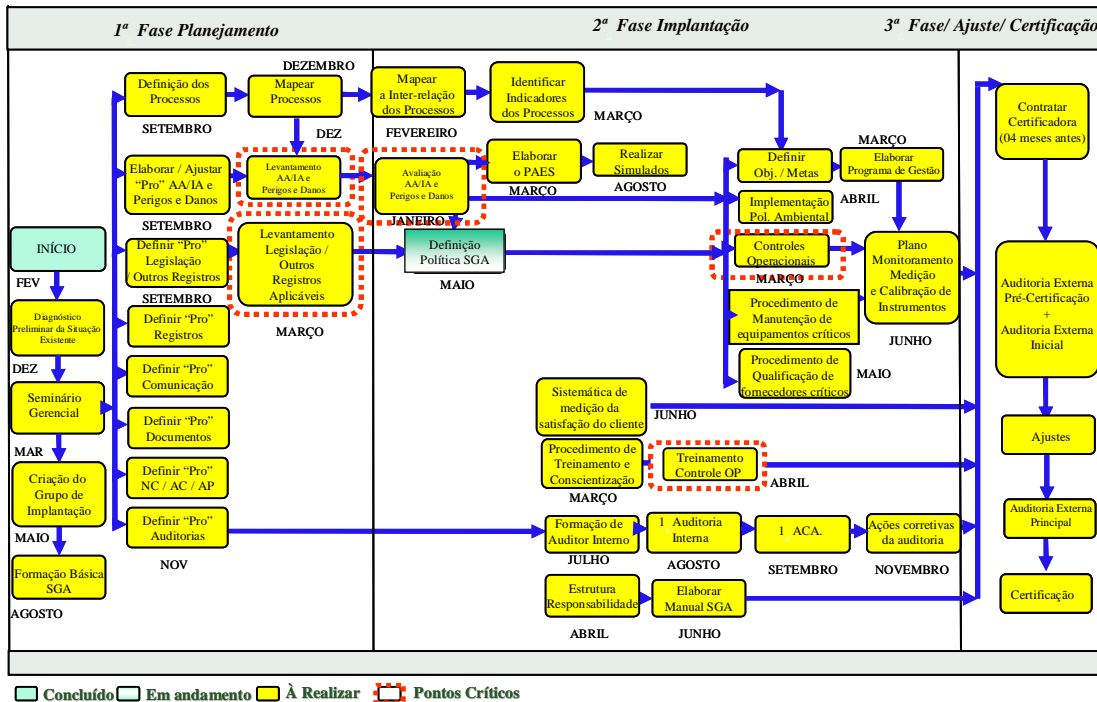 1ª Fase Planejamento
2ª Fase Implantação
3ª Fase/ Ajuste/ Certificação
INÍCIO
FEV
Diagnóstico
Preliminar da Situação
Existente
DEZ
Seminário
Gerencial
MAR
Criação do
Grupo de
Implantação
MAIO
Formação Básica
SGA
AGOSTO
Definição dos
Processos
SETEMBRO
Elaborar / Ajustar
“Pro” AA/IA e
Perigos e Danos
SETEMBRO
Definir “Pro”
Legislação
/ Outros Registros
SETEMBRO
Definir “Pro”
Registros
Definir “Pro”
Comunicação
Definir “Pro”
Documentos
Definir “Pro”
NC / AC / AP
Definir “Pro”
Auditorias
NOV
DEZEMBRO
Mapear
Processos
DEZ
Levantamento
AA/IA e
Perigos e Danos
Levantamento
Legislação /
Outros
Registros
Aplicáveis
MARÇO
Mapear
a Inter-relação
dos Processos
FEVEREIRO
Avaliação
AA/IA e
Perigos e Danos
JANEIRO
Definição
Política SGA
MAIO
Identificar
Indicadores
dos Processos
MARÇO
Elaborar
o PAES
MARÇO
Realizar
Simulados
AGOSTO
Definir
Obj. / Metas
MARÇO
Elaborar
Programa de Gestão
ABRIL
Implementação
Pol. Ambiental
Controles
Operacionais
MARÇO
Procedimento de
Manutenção de
equipamentos críticos
Procedimento de
Qualificação de
fornecedores críticos
MAIO
Plano
Monitoramento
Medição
e Calibração de
Instrumentos
JUNHO
Sistemática de
medição da
satisfação do cliente
JUNHO
Procedimento de
Treinamento e
Conscientização
MARÇO
Treinamento
Controle OP
ABRIL
Formação de
Auditor Interno
JULHO
1ª Auditoria
Interna
AGOSTO
1ª ACA.
SETEMBRO
Ações corretivas
da auditoria
NOVEMBRO
Estrutura
Responsabilidade
ABRIL
Elaborar
Manual SGA
JUNHO
Contratar
Certificadora
(04 meses antes)
Auditoria Externa
Pré-Certificação
+
Auditoria Externa
Inicial
Ajustes
Auditoria Externa
Principal
Certificação
Concluído
Em andamento
À Realizar
Pontos Críticos